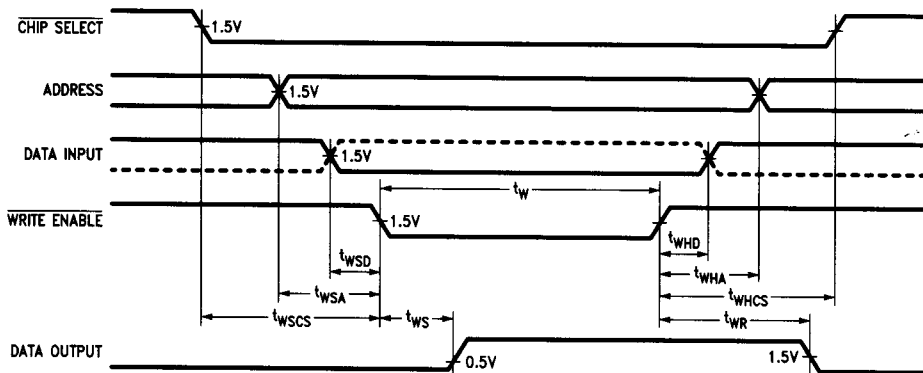 CHIP SELECT
1.5V
ADDRESS
1.5V
DATA INPUT
1.5V
tW
WRITE ENABLE
1.5V
tWHD
tWSD
tWHA
tWSA
tWHCS
tWSCS
tWS
tWR
DATA OUTPUT
0.5V
1.5V